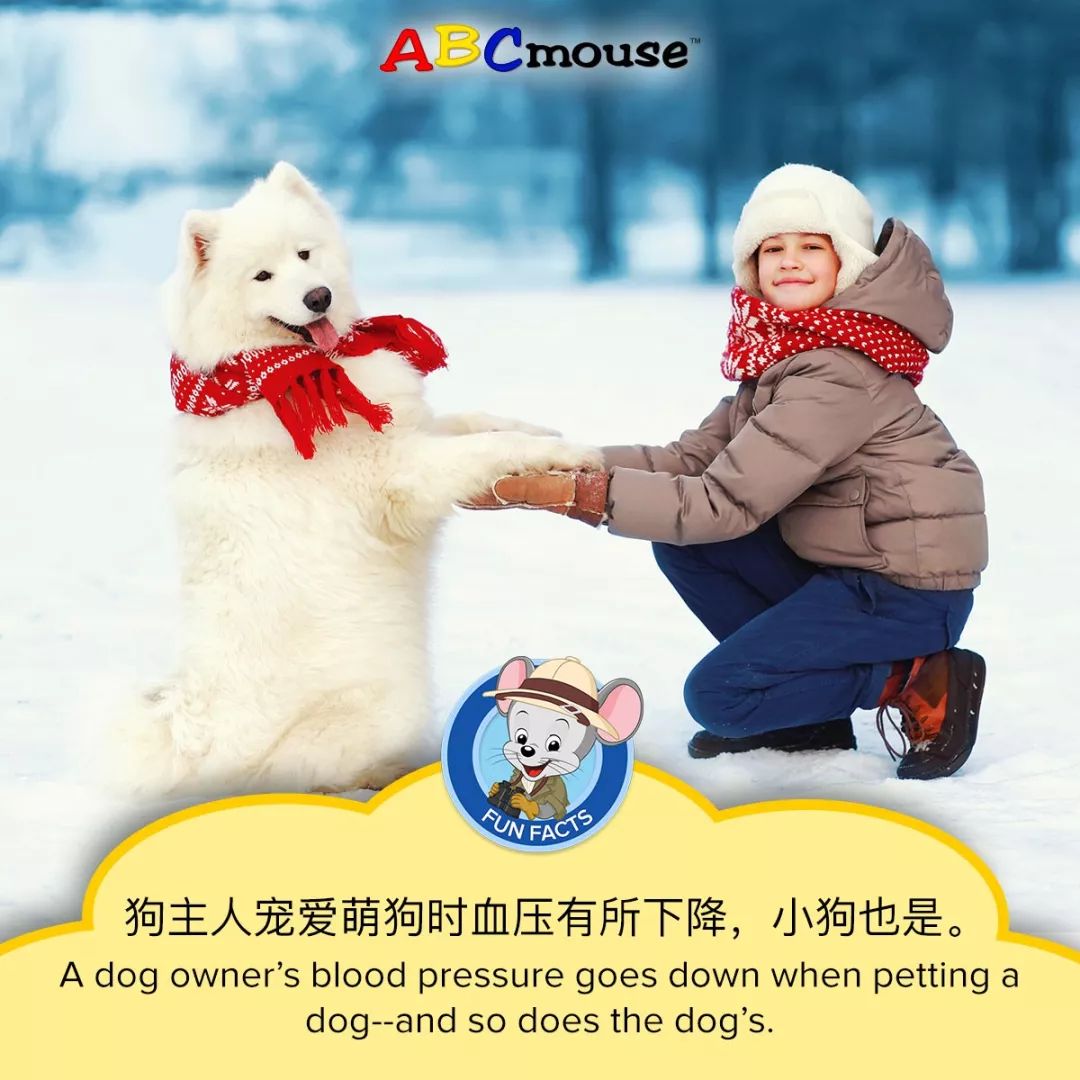 ABCmouse™
FUN FACTS
狗主人宠爱萌狗时血压有所下降，小狗也是。
A dog owner’s blood pressure goes down when petting a
dog--and so does the dog’s.